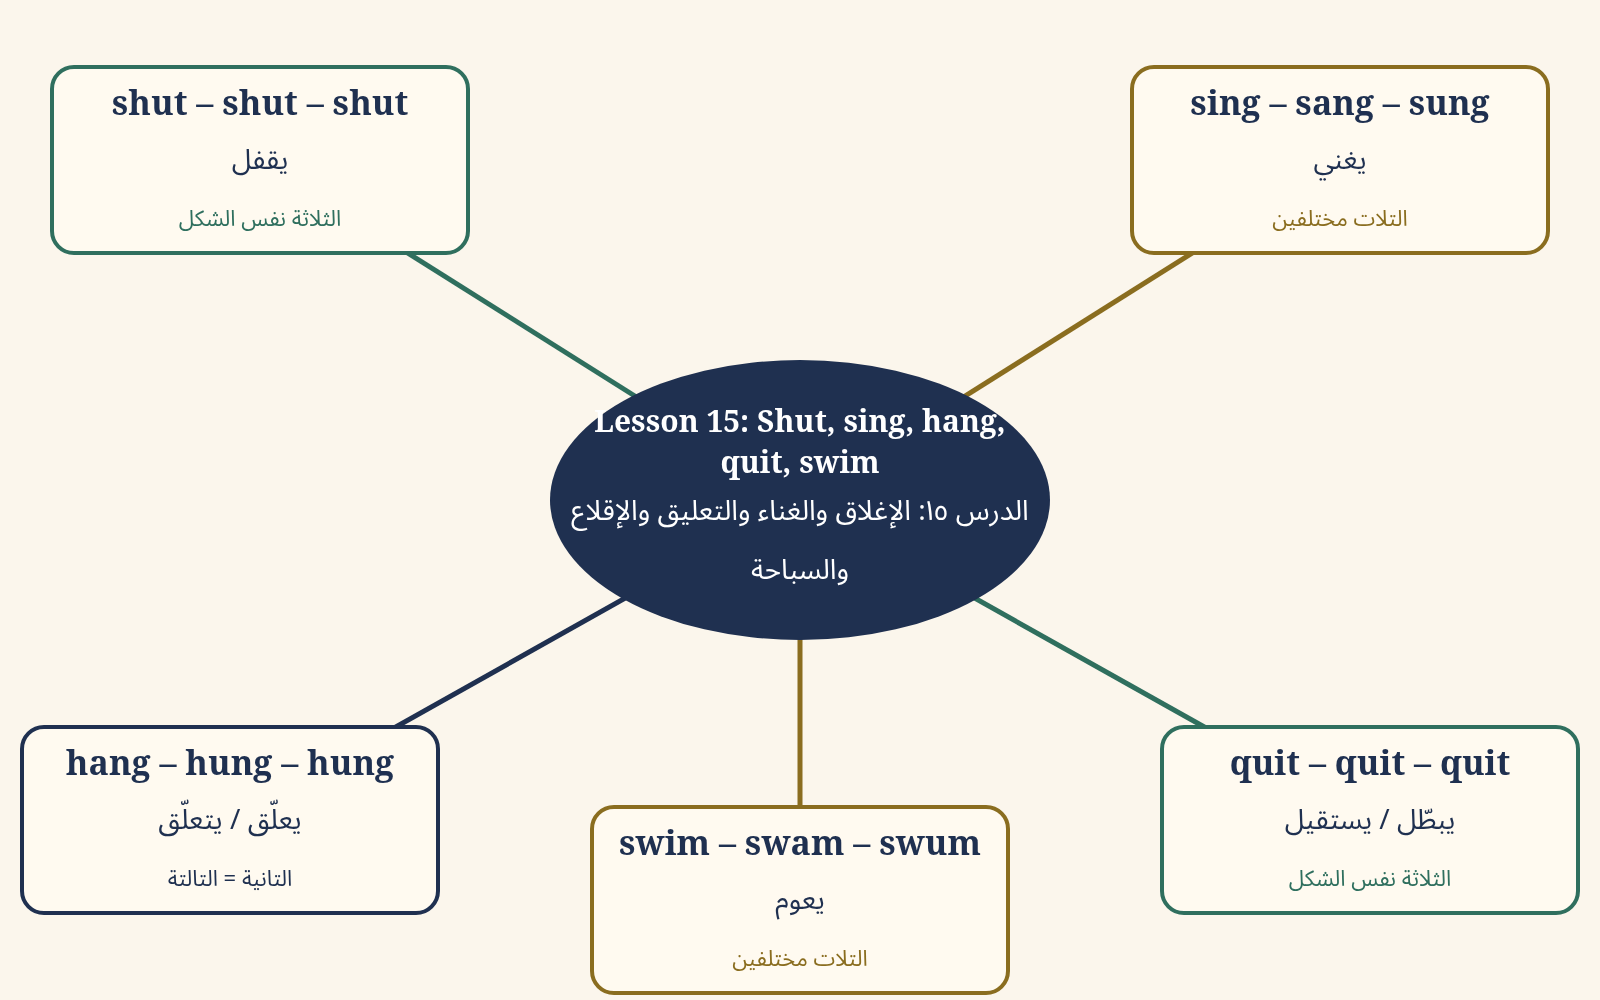 shut – shut – shut
يقفل
الثلاثة نفس الشكل
sing – sang – sung
يغني
التلات مختلفين
Lesson 15: Shut, sing, hang,
quit, swim
الدرس ١٥: الإغلاق والغناء والتعليق والإقلاع
والسباحة
hang – hung – hung
يعلّق / يتعلّق
التانية = التالتة
swim – swam – swum
يعوم
التلات مختلفين
quit – quit – quit
يبطّل / يستقيل
الثلاثة نفس الشكل